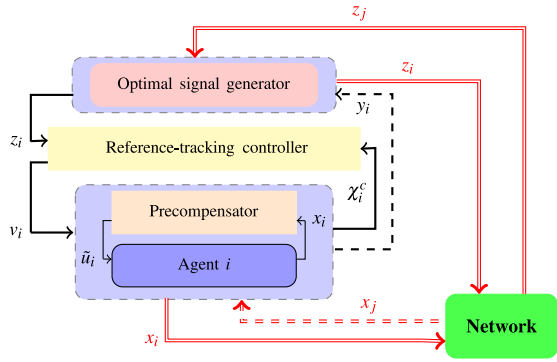 z_j
Optimal signal generator
z_i
y_i
z_i
Reference-tracking controller
χ_i^c
Precompensator
x_i
v_i
ũ_i
Agent i
x_j
x_i
Network